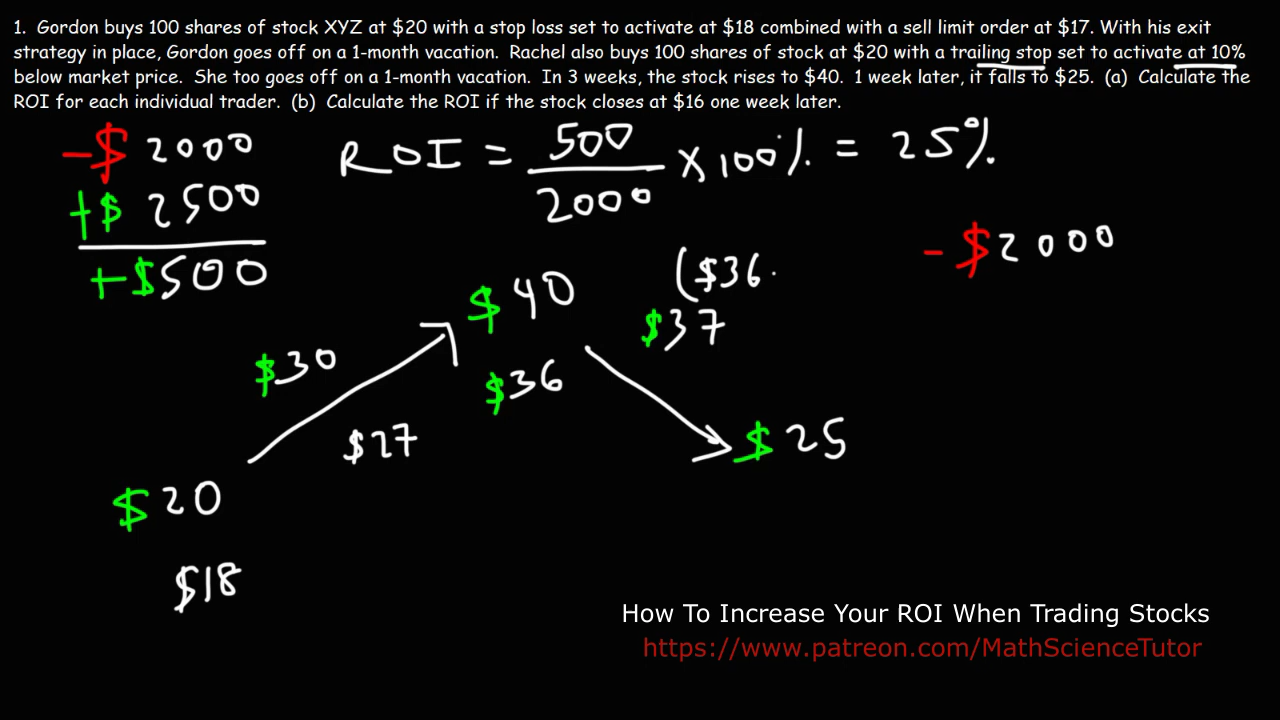 1. Gordon buys 100 shares of stock XYZ at $20 with a stop loss set to activate at $18 combined with a sell limit order at $17. With his exit
strategy in place, Gordon goes off on a 1-month vacation. Rachel also buys 100 shares of stock at $20 with a trailing stop set to activate at 10%
below market price. She too goes off on a 1-month vacation. In 3 weeks, the stock rises to $40. 1 week later, it falls to $25. (a) Calculate the
ROI for each individual trader. (b) Calculate the ROI if the stock closes at $16 one week later.
-$2000
+$2500
+$500
ROI = 500/2000 x 100% = 25%
-$2000
($36.
$40
$37
$30
$36
$27
$25
$20
$18
How To Increase Your ROI When Trading Stocks
https://www.patreon.com/MathScienceTutor